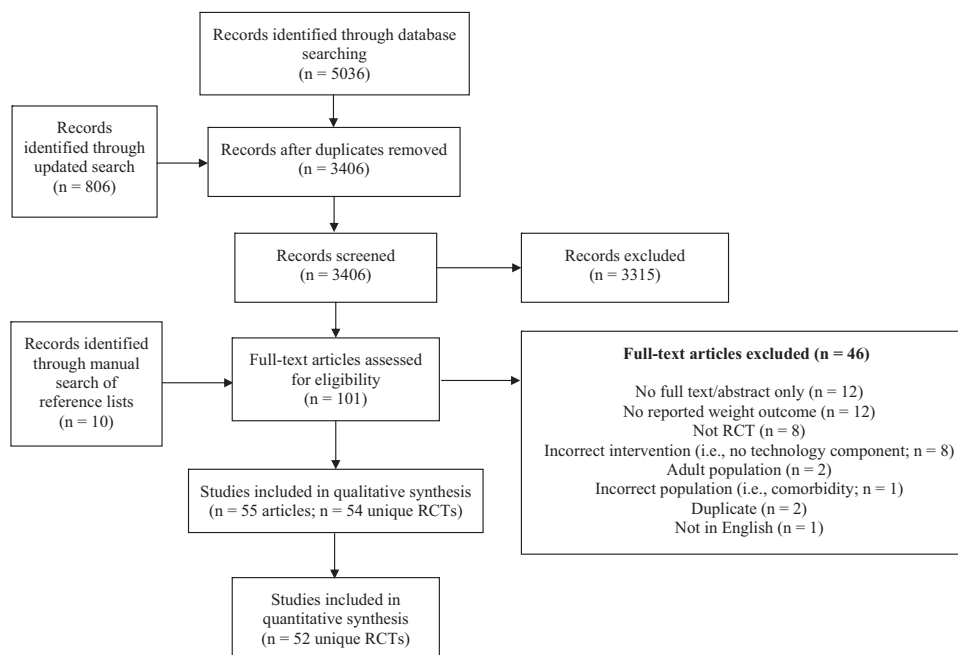 Records identified through database
searching
(n = 5036)
Records
identified through
updated search
(n = 806)
Records after duplicates removed
(n = 3406)
Records screened
(n = 3406)
Records excluded
(n = 3315)
Records identified
through manual
search of
reference lists
(n = 10)
Full-text articles assessed
for eligibility
(n = 101)
Full-text articles excluded (n = 46)
No full text/abstract only (n = 12)
No reported weight outcome (n = 12)
Not RCT (n = 8)
Incorrect intervention (i.e., no technology component; n = 8)
Adult population (n = 2)
Incorrect population (i.e., comorbidity; n = 1)
Duplicate (n = 2)
Not in English (n = 1)
Studies included in qualitative synthesis
(n = 55 articles; n = 54 unique RCTs)
Studies included in
quantitative synthesis
(n = 52 unique RCTs)